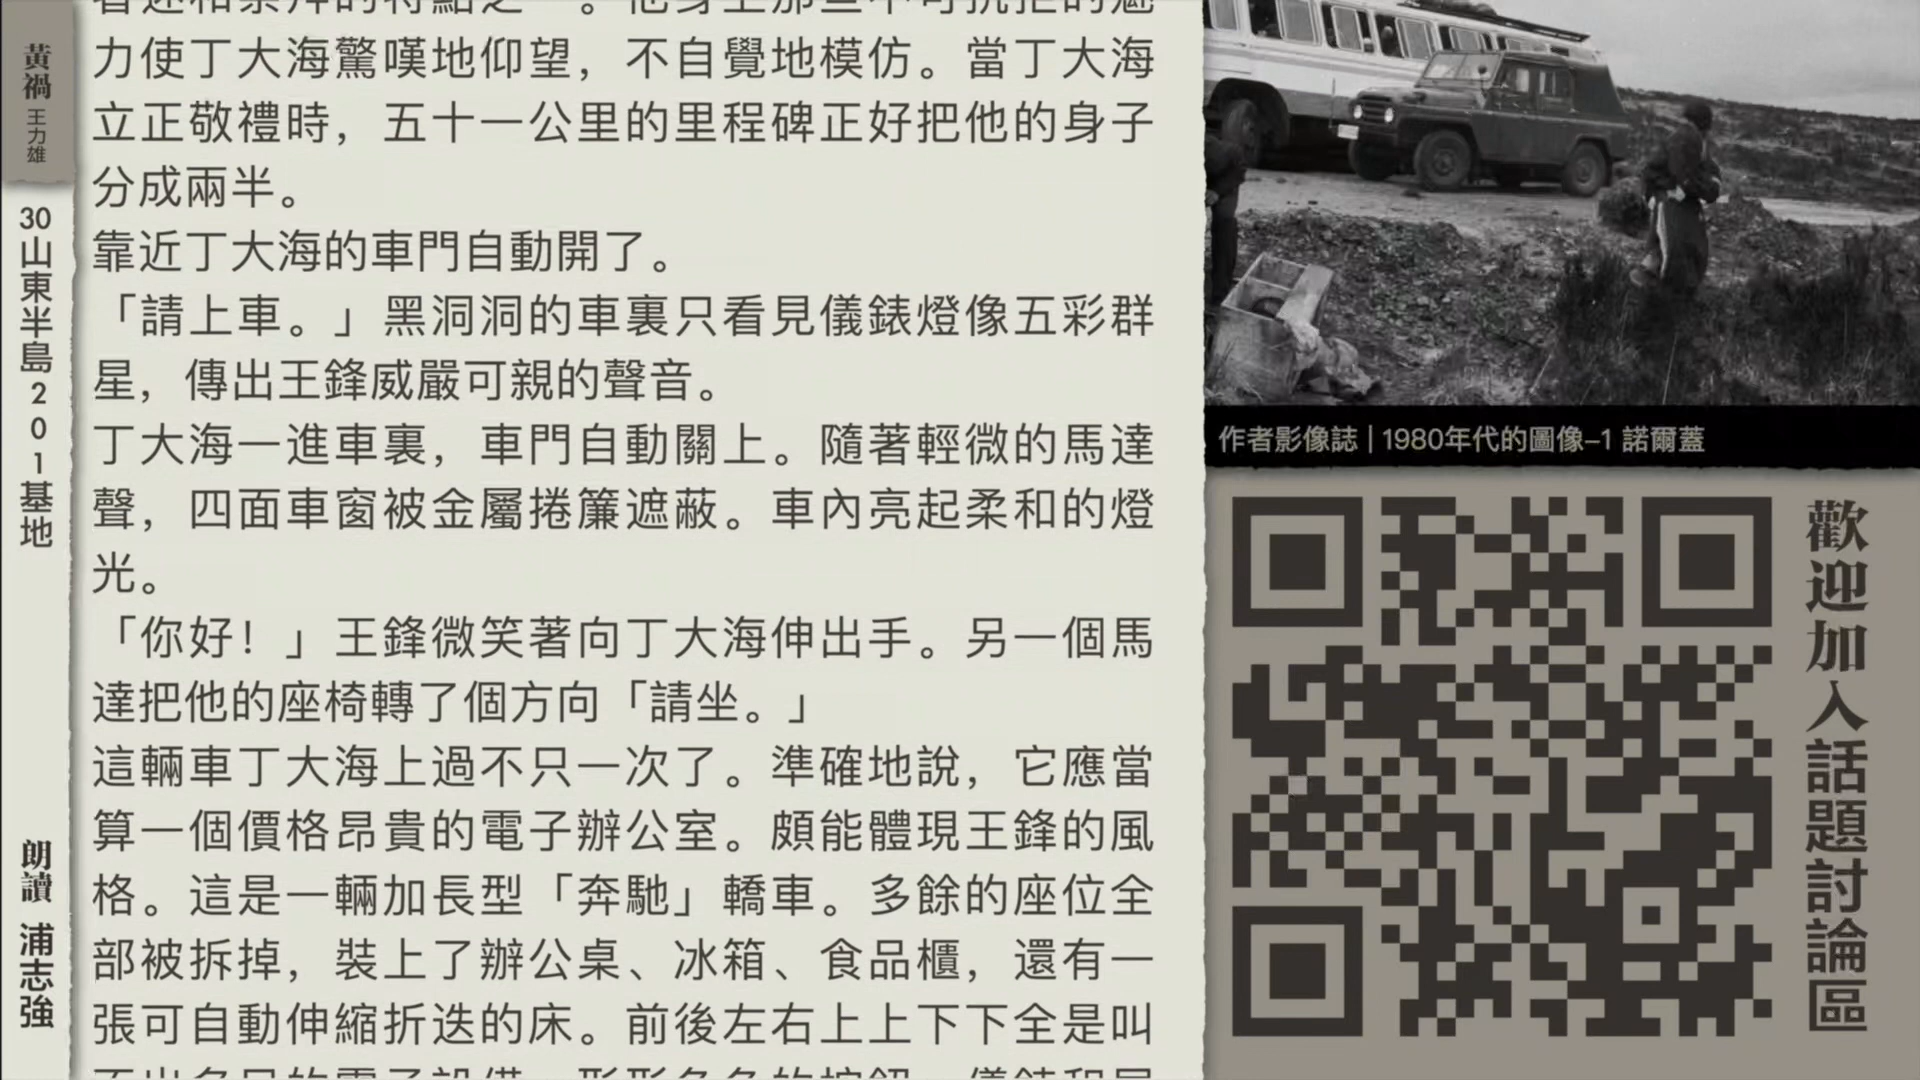 黃禍 王力雄
30山東半島201基地
朗讀 浦志強
力使丁大海驚嘆地仰望，不自覺地模仿。當丁大海
立正敬禮時，五十一公里的里程碑正好把他的身子
分成兩半。
靠近丁大海的車門自動開了。
「請上車。」黑洞洞的車裏只看見儀錶燈像五彩群
星，傳出王鋒威嚴可親的聲音。
丁大海一進車裏，車門自動關上。隨著輕微的馬達
聲，四面車窗被金屬捲簾遮蔽。車內亮起柔和的燈
光。
「你好！」王鋒微笑著向丁大海伸出手。另一個馬
達把他的座椅轉了個方向「請坐。」
這輛車丁大海上過不只一次了。準確地說，它應當
算一個價格昂貴的電子辦公室。頗能體現王鋒的風
格。這是一輛加長型「奔馳」轎車。多餘的座位全
部被拆掉，裝上了辦公桌、冰箱、食品櫃，還有一
張可自動伸縮折迭的床。前後左右上上下下全是叫
作者影像誌 | 1980年代的圖像–1 諾爾蓋
歡迎加入話題討論區